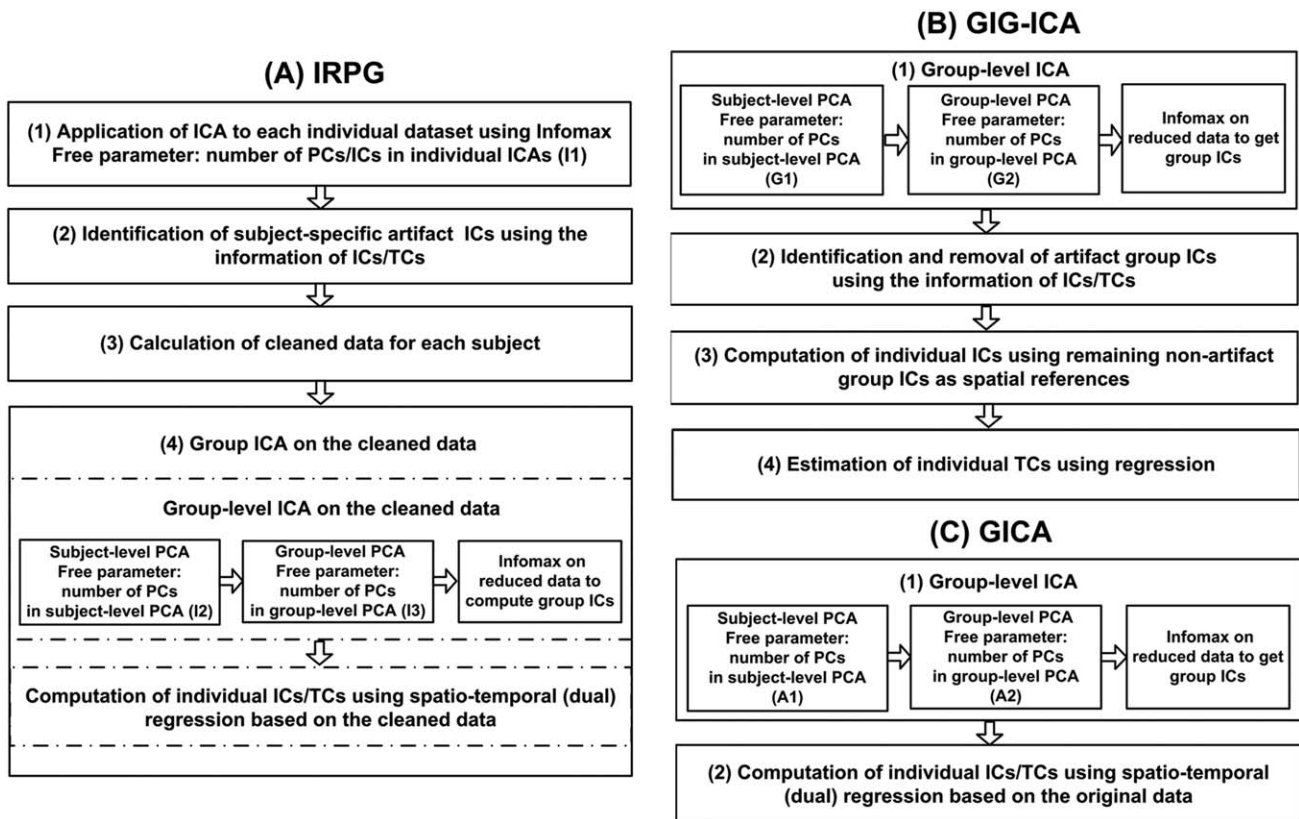 (A) IRPG
(1) Application of ICA to each individual dataset using Infomax
Free parameter: number of PCs/ICs in individual ICAs (I1)
(2) Identification of subject-specific artifact ICs using the
information of ICs/TCs
(3) Calculation of cleaned data for each subject
(4) Group ICA on the cleaned data
Group-level ICA on the cleaned data
Subject-level PCA
Free parameter:
number of PCs
in subject-level PCA (I2)
Group-level PCA
Free parameter:
number of PCs
in group-level PCA (I3)
Infomax on
reduced data to
compute group ICs
Computation of individual ICs/TCs using spatio-temporal (dual)
regression based on the cleaned data
(B) GIG-ICA
(1) Group-level ICA
Subject-level PCA
Free parameter:
number of PCs
in subject-level PCA
(G1)
Group-level PCA
Free parameter:
number of PCs
in group-level PCA
(G2)
Infomax on
reduced data to get
group ICs
(2) Identification and removal of artifact group ICs
using the information of ICs/TCs
(3) Computation of individual ICs using remaining non-artifact
group ICs as spatial references
(4) Estimation of individual TCs using regression
(C) GICA
(1) Group-level ICA
Subject-level PCA
Free parameter:
number of PCs
in subject-level PCA
(A1)
Group-level PCA
Free parameter:
number of PCs
in group-level PCA
(A2)
Infomax on
reduced data to get
group ICs
(2) Computation of individual ICs/TCs using spatio-temporal
(dual) regression based on the original data